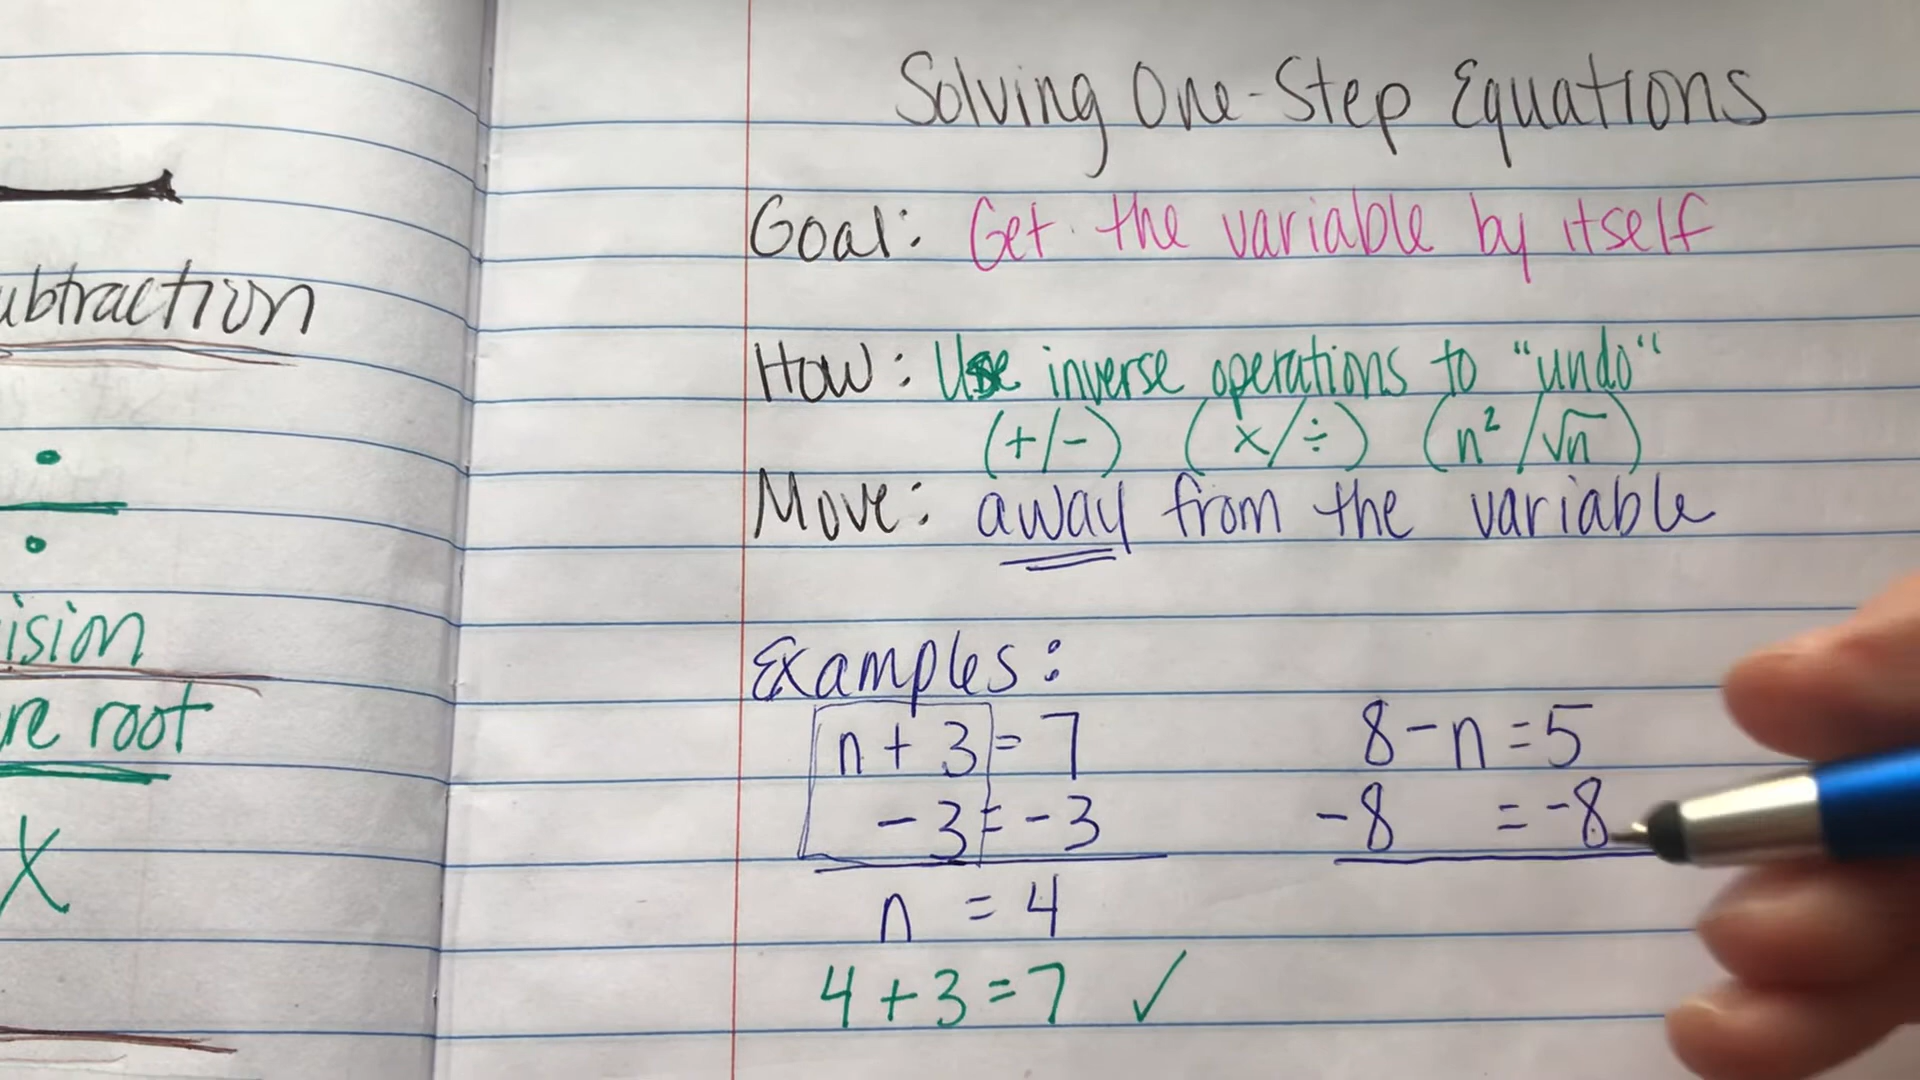 ubtraction
ision
re root
X
Solving One-Step Equations
Goal: Get the variable by itself
How: Use inverse operations to "undo"
(+/-) (x/÷) (n²/√n)
Move: away from the variable
Examples:
n + 3 = 7
- 3 = - 3
n = 4
4 + 3 = 7 ✓
8 - n = 5
- 8 = - 8